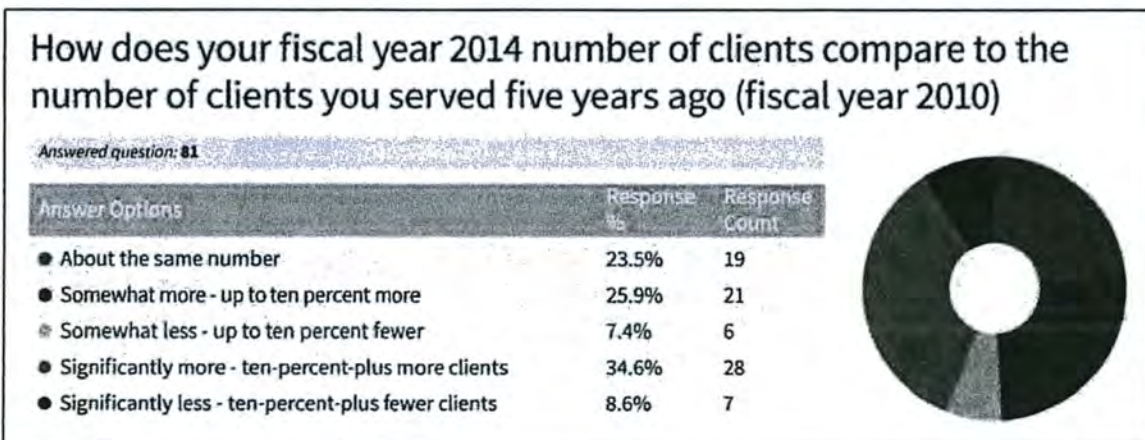 How does your fiscal year 2014 number of clients compare to the
number of clients you served five years ago (fiscal year 2010)
Answered question: 81
Answer Options Response % Response Count
About the same number 23.5% 19
Somewhat more - up to ten percent more 25.9% 21
Somewhat less - up to ten percent fewer 7.4% 6
Significantly more - ten-percent-plus more clients 34.6% 28
Significantly less - ten-percent-plus fewer clients 8.6% 7